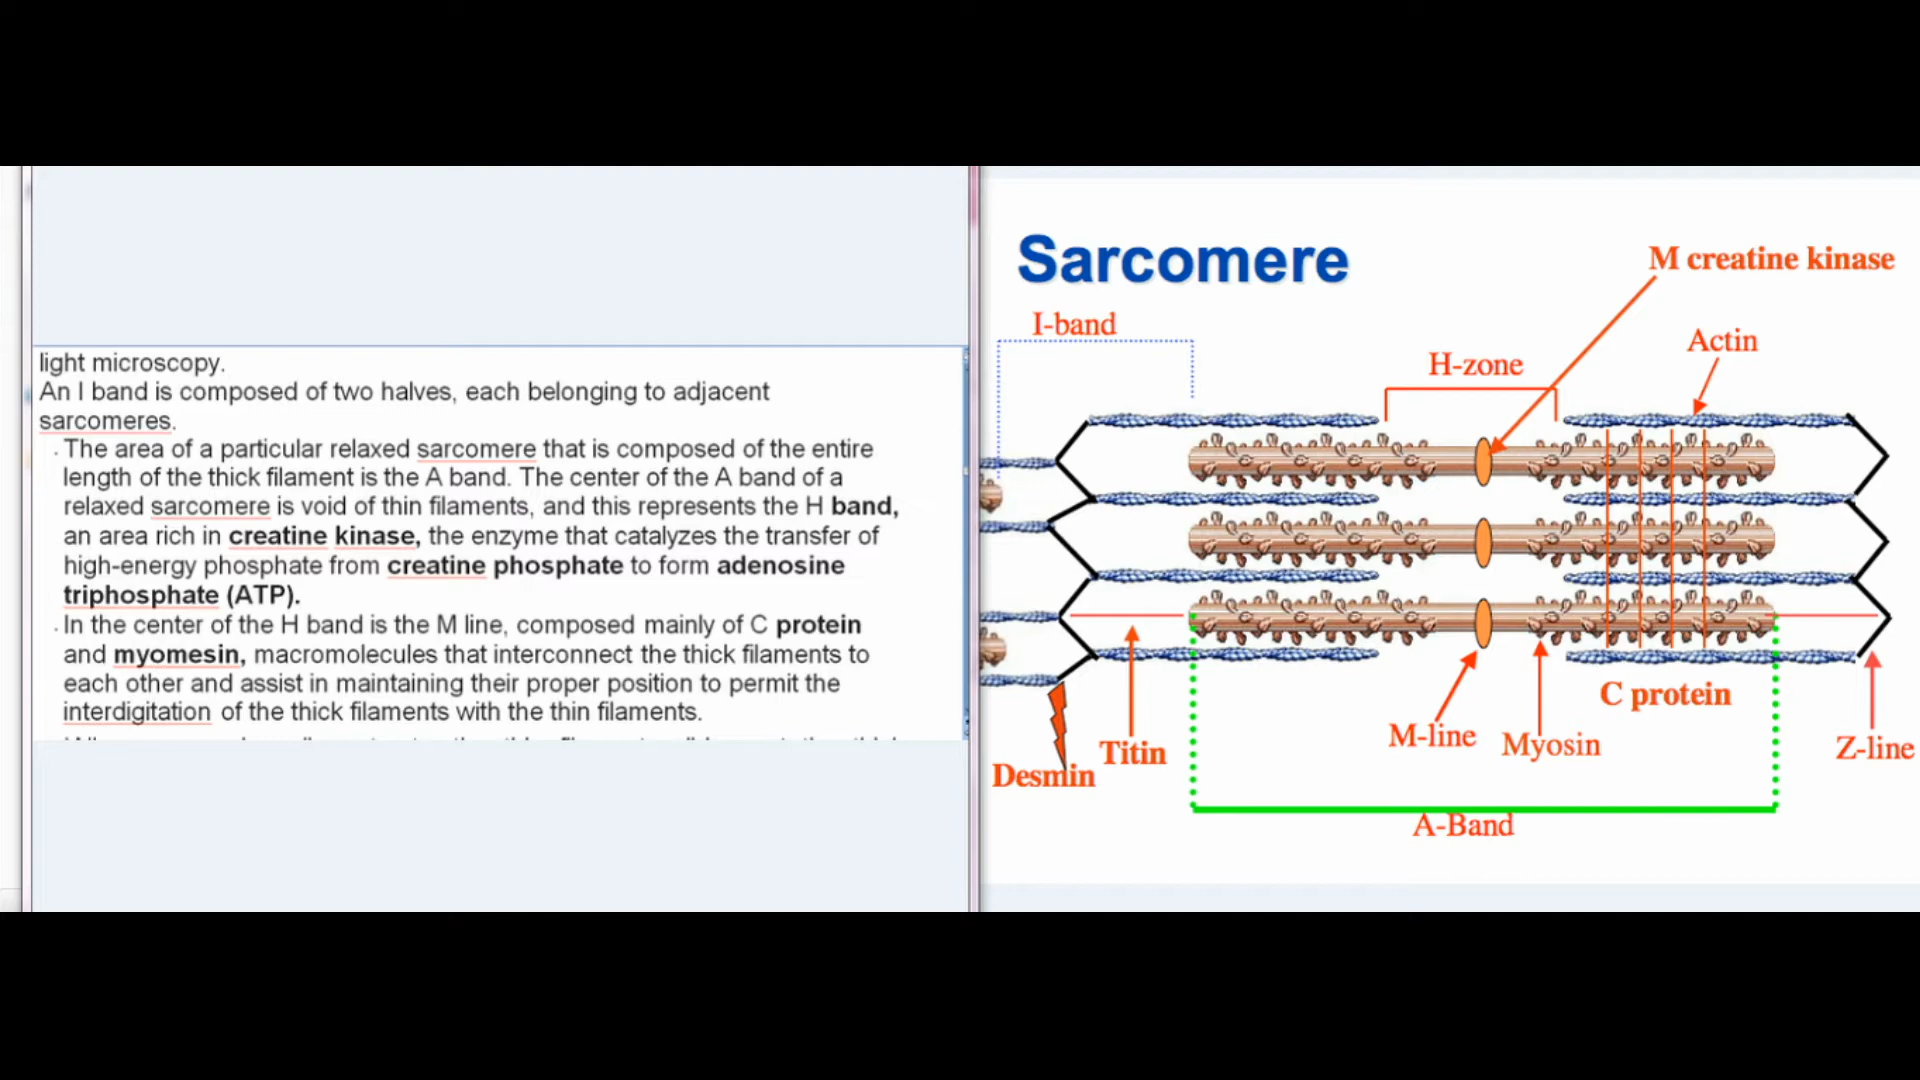 light microscopy.
An I band is composed of two halves, each belonging to adjacent
sarcomeres.
The area of a particular relaxed sarcomere that is composed of the entire
length of the thick filament is the A band. The center of the A band of a
relaxed sarcomere is void of thin filaments, and this represents the H band,
an area rich in creatine kinase, the enzyme that catalyzes the transfer of
high-energy phosphate from creatine phosphate to form adenosine
triphosphate (ATP).
In the center of the H band is the M line, composed mainly of C protein
and myomesin, macromolecules that interconnect the thick filaments to
each other and assist in maintaining their proper position to permit the
interdigitation of the thick filaments with the thin filaments.
Sarcomere
M creatine kinase
I-band
Actin
H-zone
C protein
M-line
Myosin
Z-line
Titin
Desmin
A-Band